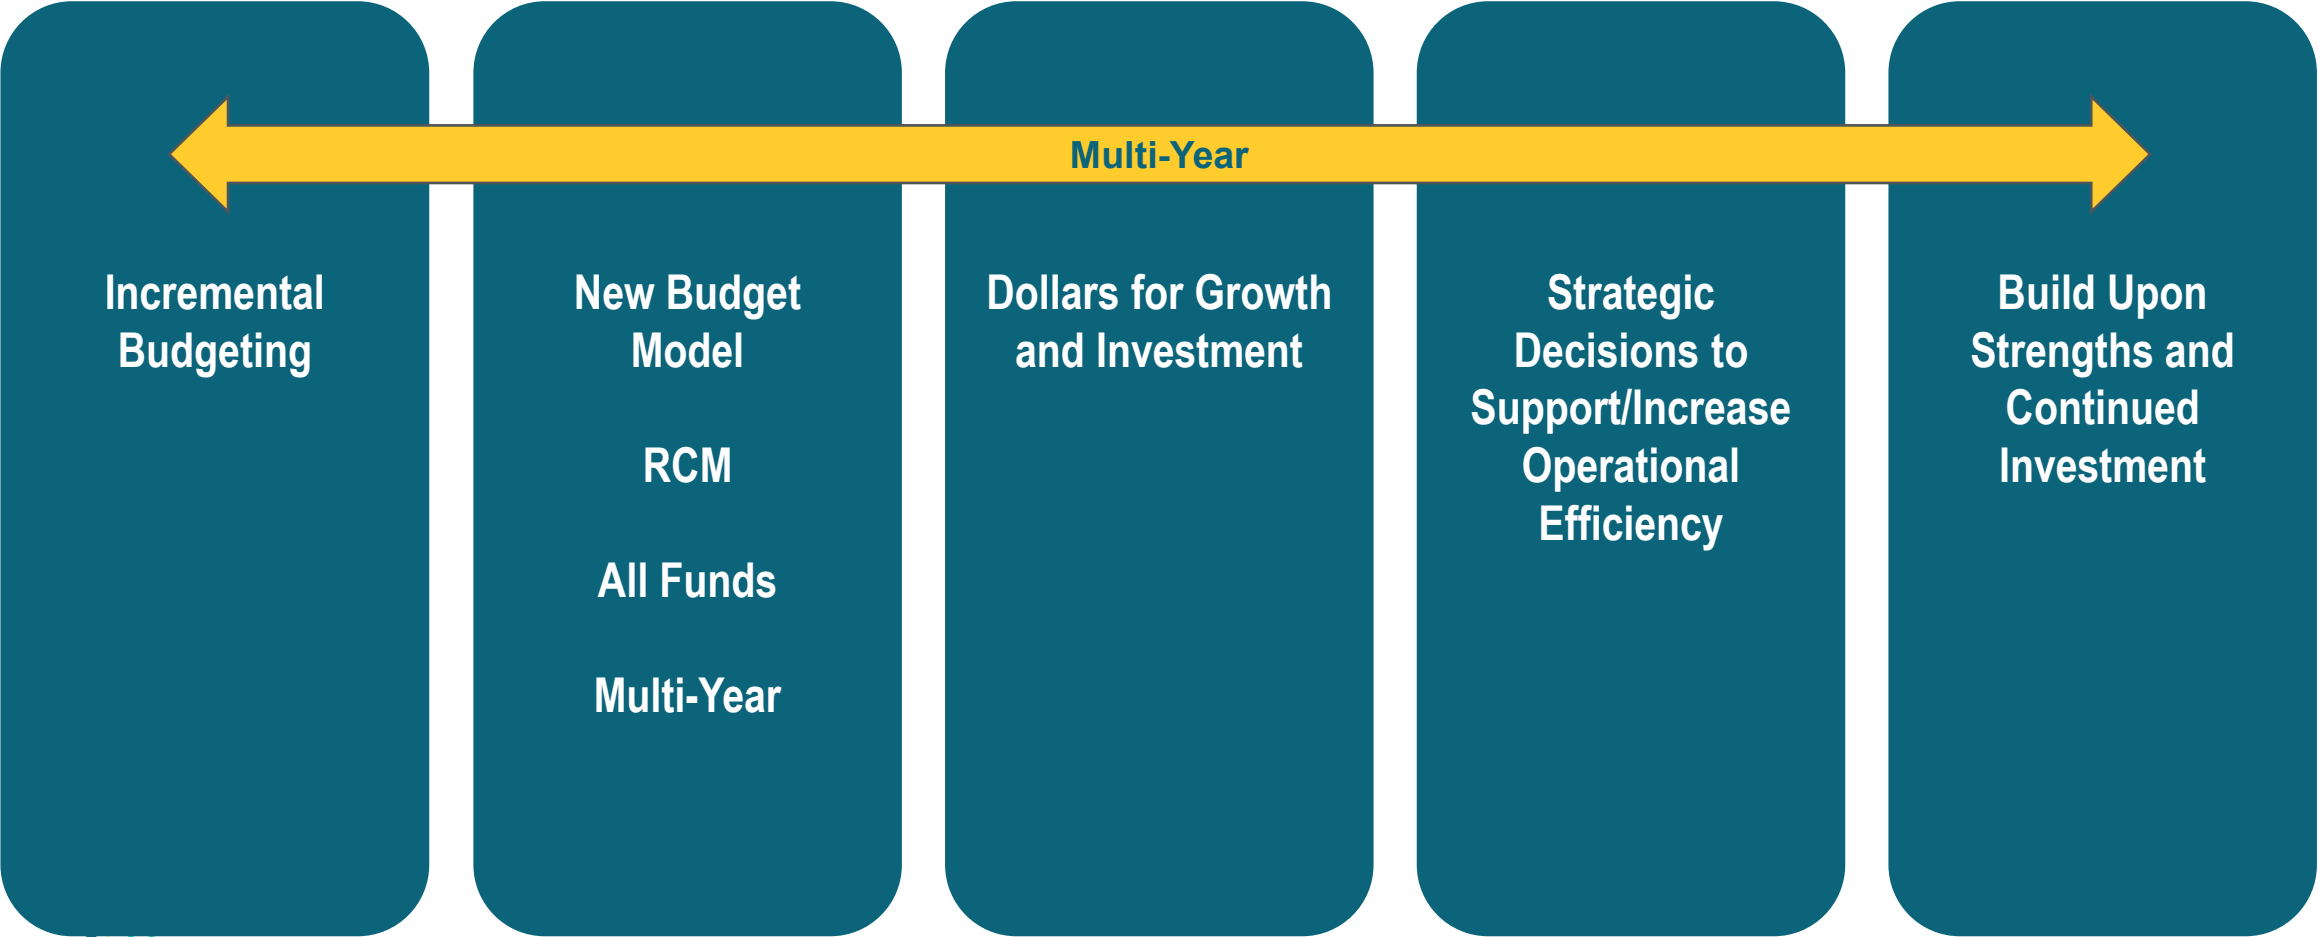 Multi-Year
Incremental
Budgeting
New Budget
Model
RCM
All Funds
Multi-Year
Dollars for Growth
and Investment
Strategic
Decisions to
Support/Increase
Operational
Efficiency
Build Upon
Strengths and
Continued
Investment